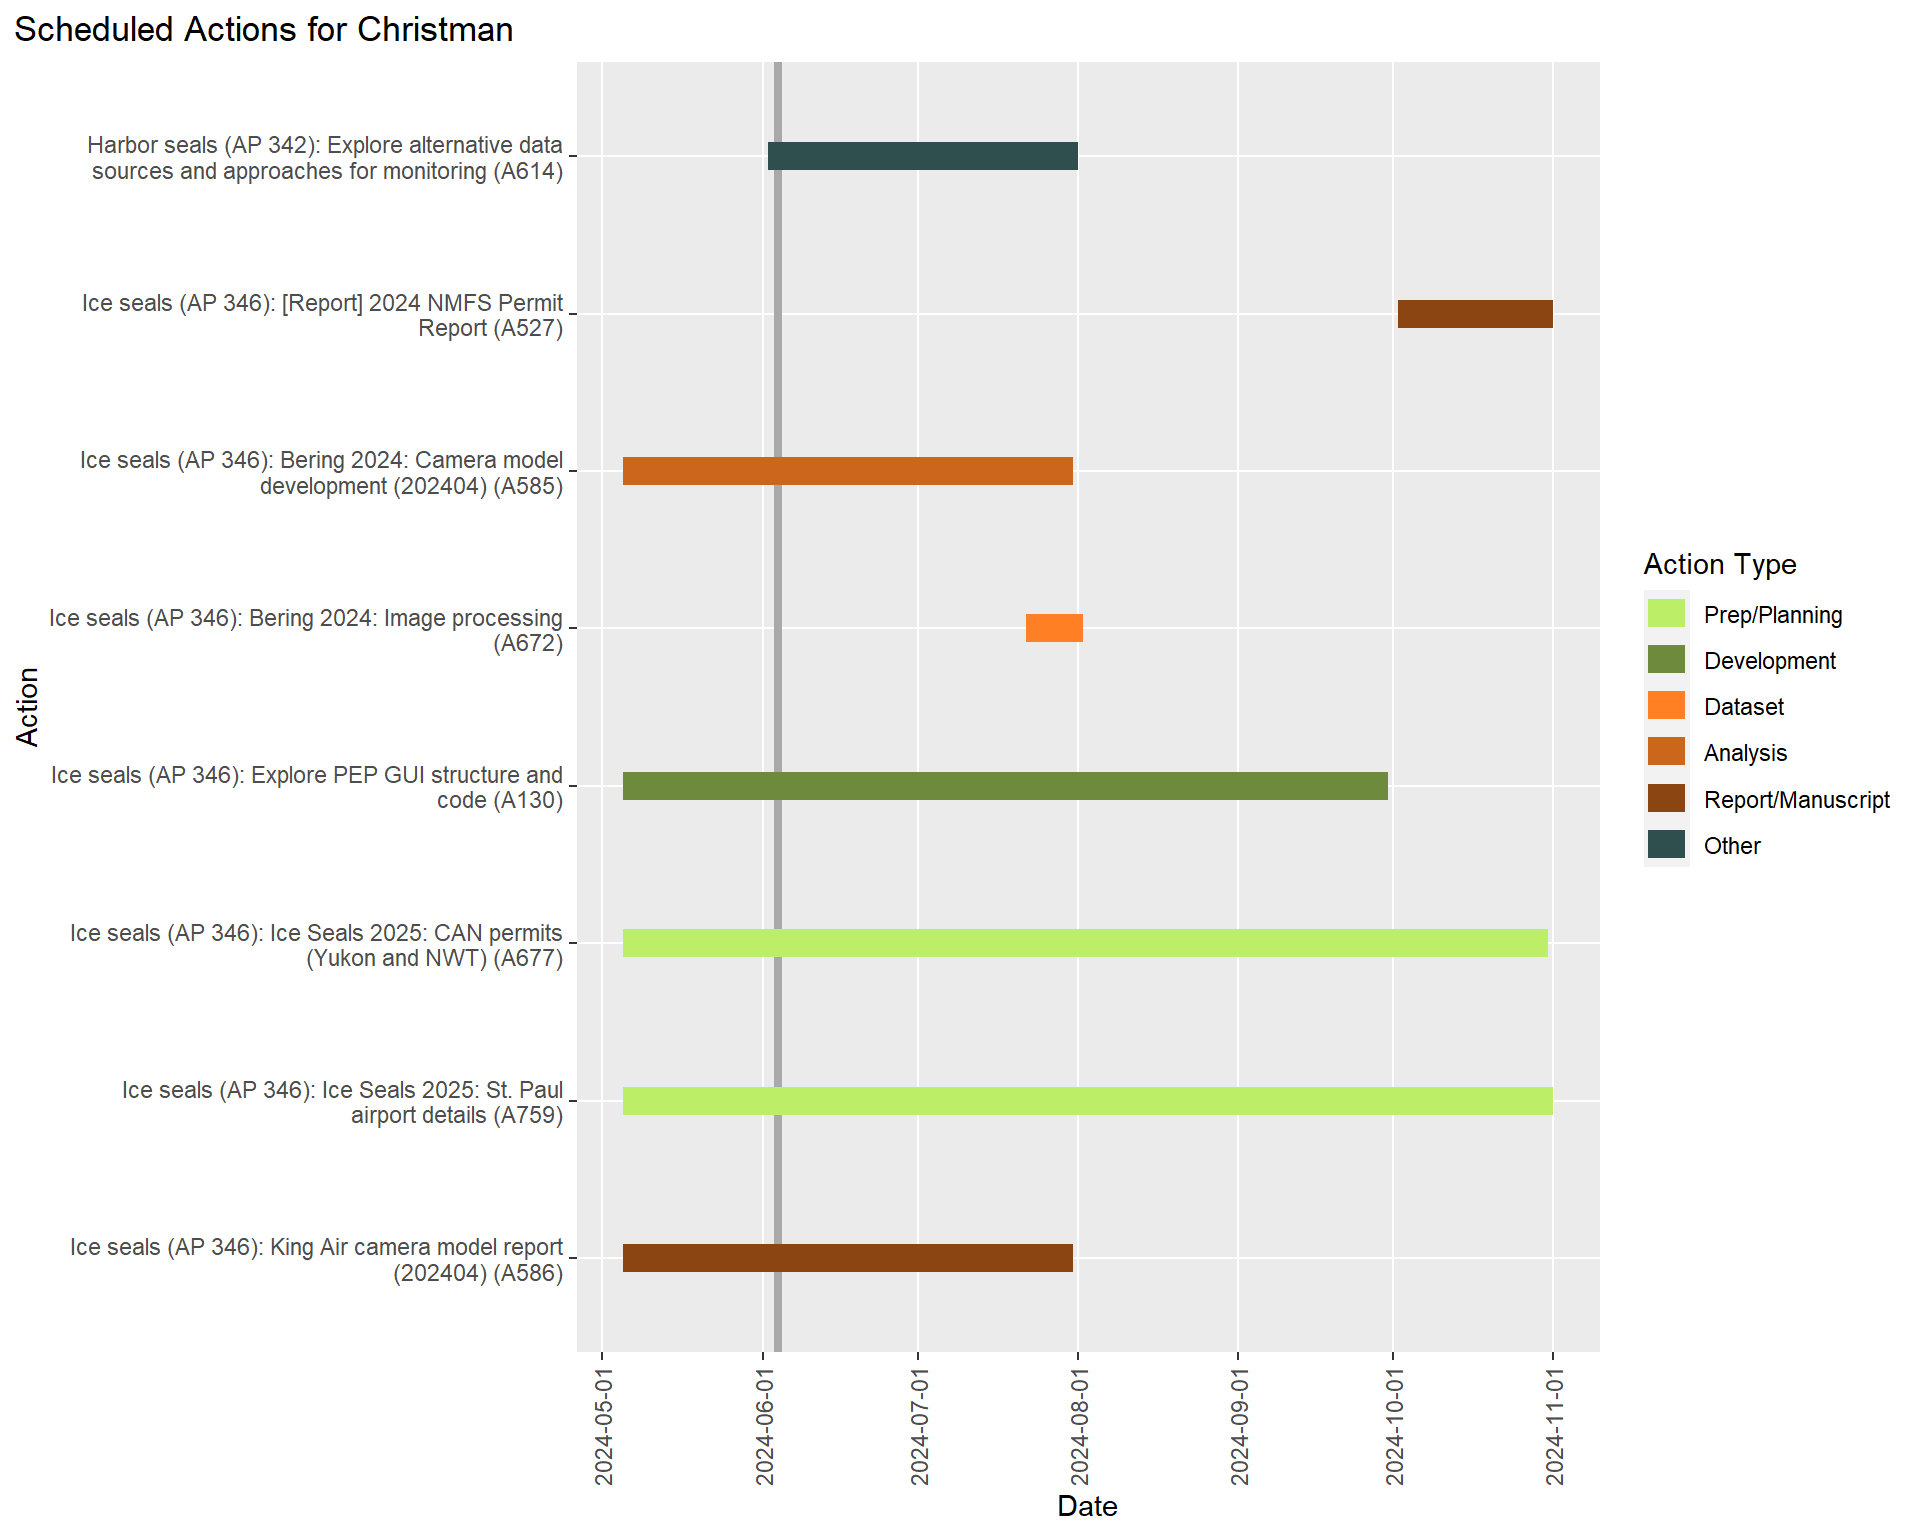 Scheduled Actions for Christman
Harbor seals (AP 342): Explore alternative data
sources and approaches for monitoring (A614)
Ice seals (AP 346): [Report] 2024 NMFS Permit
Report (A527)
Ice seals (AP 346): Bering 2024: Camera model
development (202404) (A585)
Ice seals (AP 346): Bering 2024: Image processing
(A672)
Ice seals (AP 346): Explore PEP GUI structure and
code (A130)
Ice seals (AP 346): Ice Seals 2025: CAN permits
(Yukon and NWT) (A677)
Ice seals (AP 346): Ice Seals 2025: St. Paul
airport details (A759)
Ice seals (AP 346): King Air camera model report
(202404) (A586)
Action
2024-05-01
2024-06-01
2024-07-01
2024-08-01
2024-09-01
2024-10-01
2024-11-01
Date
Action Type
Prep/Planning
Development
Dataset
Analysis
Report/Manuscript
Other